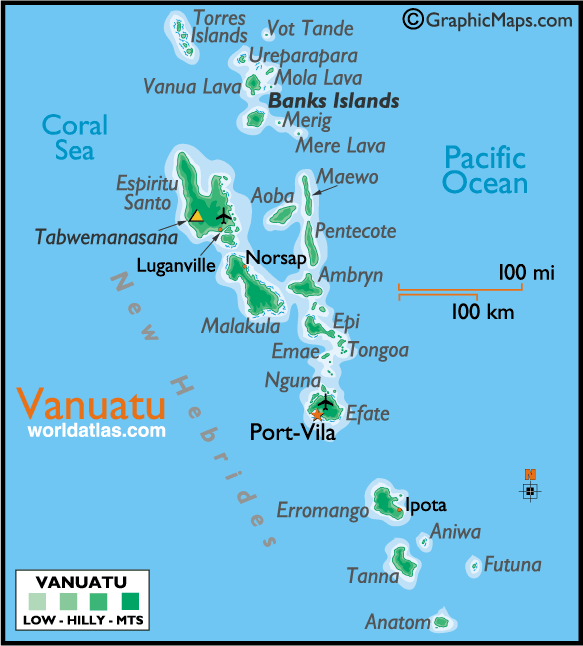 ©GraphicMaps.com
Torres
Islands
Vot Tande
Ureparapara
Mola Lava
Vanua Lava
Banks Islands
Merig
Mere Lava
Coral
Sea
Pacific
Ocean
Espiritu
Santo
Aoba
Maewo
Tabwemanasana
Pentecote
Luganville
Norsap
Ambryn
100 mi
100 km
Malakula
Epi
Emae
Tongoa
Nguna
New Hebrides
Vanuatu
worldatlas.com
Efate
Port-Vila
N
Erromango
Ipota
Aniwa
Futuna
Tanna
Anatom
VANUATU
LOW - HILLY - MTS